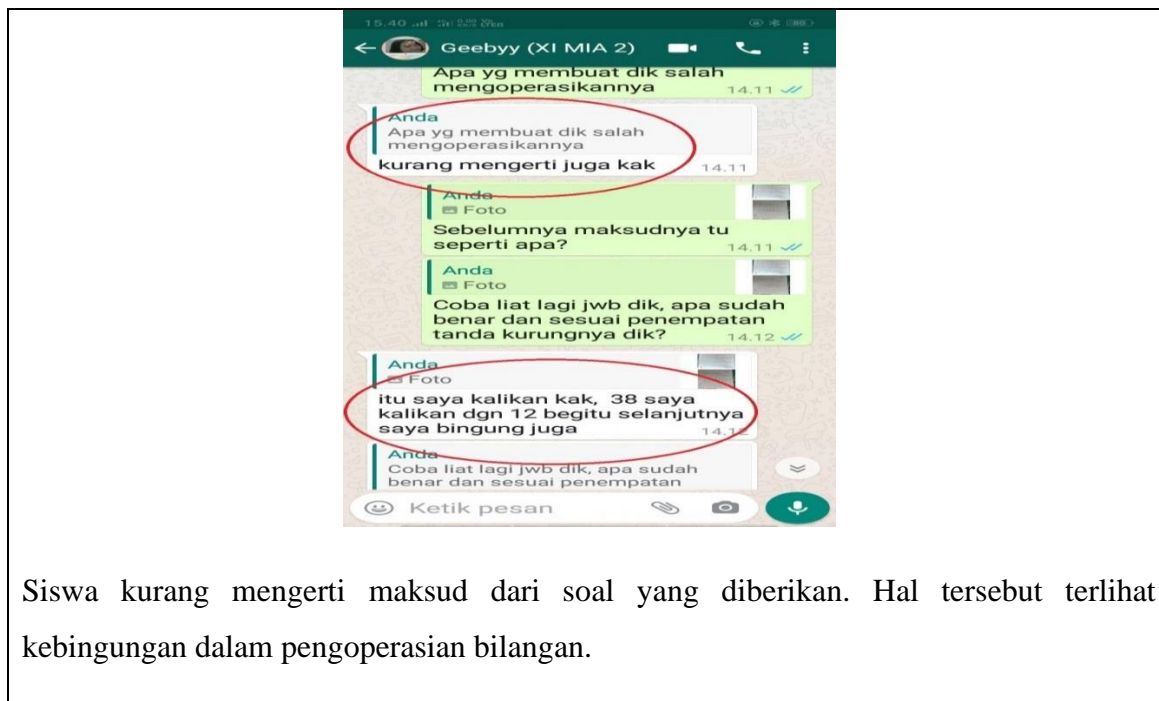 15.40
Geebyy (XI MIA 2)
Apa yg membuat dik salah
mengoperasikannya 14.11
Anda
Apa yg membuat dik salah
mengoperasikannya
kurang mengerti juga kak 14.11
Anda
Foto
Sebelumnya maksudnya tu
seperti apa? 14.11
Anda
Foto
Coba liat lagi jwb dik, apa sudah
benar dan sesuai penempatan
tanda kurungnya dik? 14.12
Anda
Foto
itu saya kalikan kak, 38 saya
kalikan dgn 12 begitu selanjutnya
saya bingung juga 14.12
Anda
Coba liat lagi jwb dik, apa sudah
benar dan sesuai penempatan
Ketik pesan
Siswa kurang mengerti maksud dari soal yang diberikan. Hal tersebut terlihat
kebingungan dalam pengoperasian bilangan.